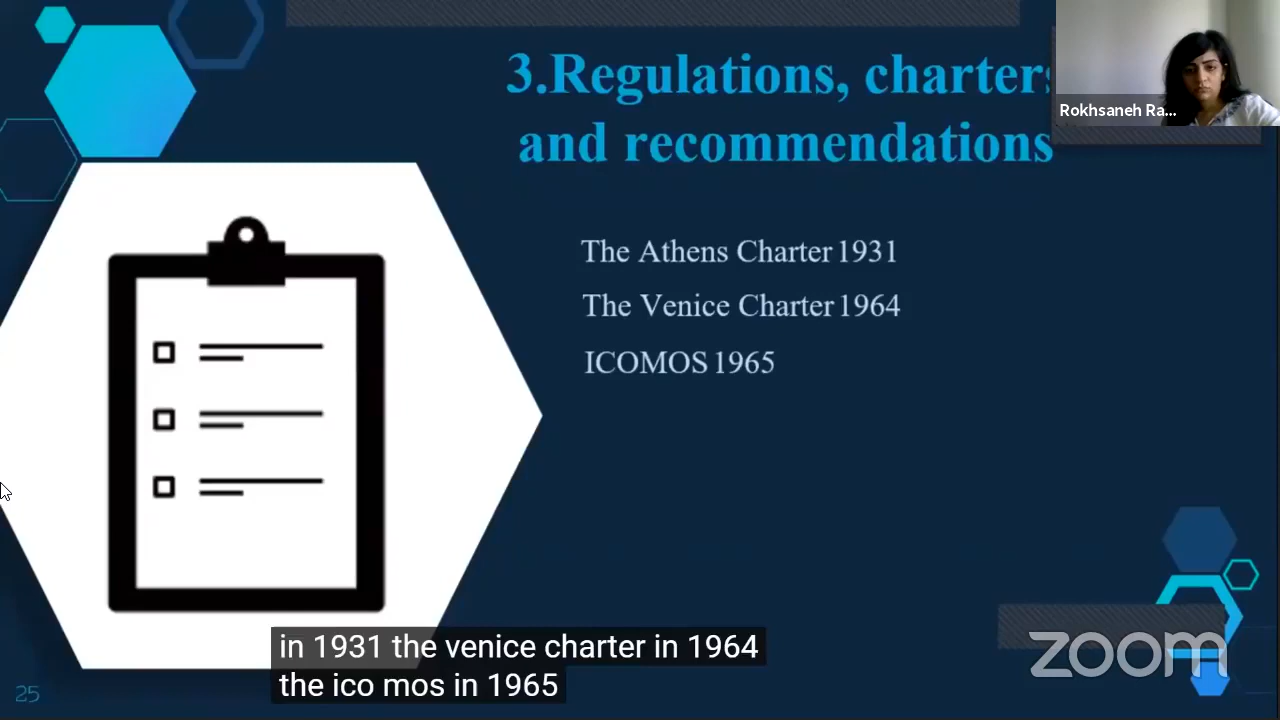 3.Regulations, charters
and recommendations
Rokhsaneh Ra...
The Athens Charter 1931
The Venice Charter 1964
ICOMOS 1965
in 1931 the venice charter in 1964
the ico mos in 1965
zoom
25